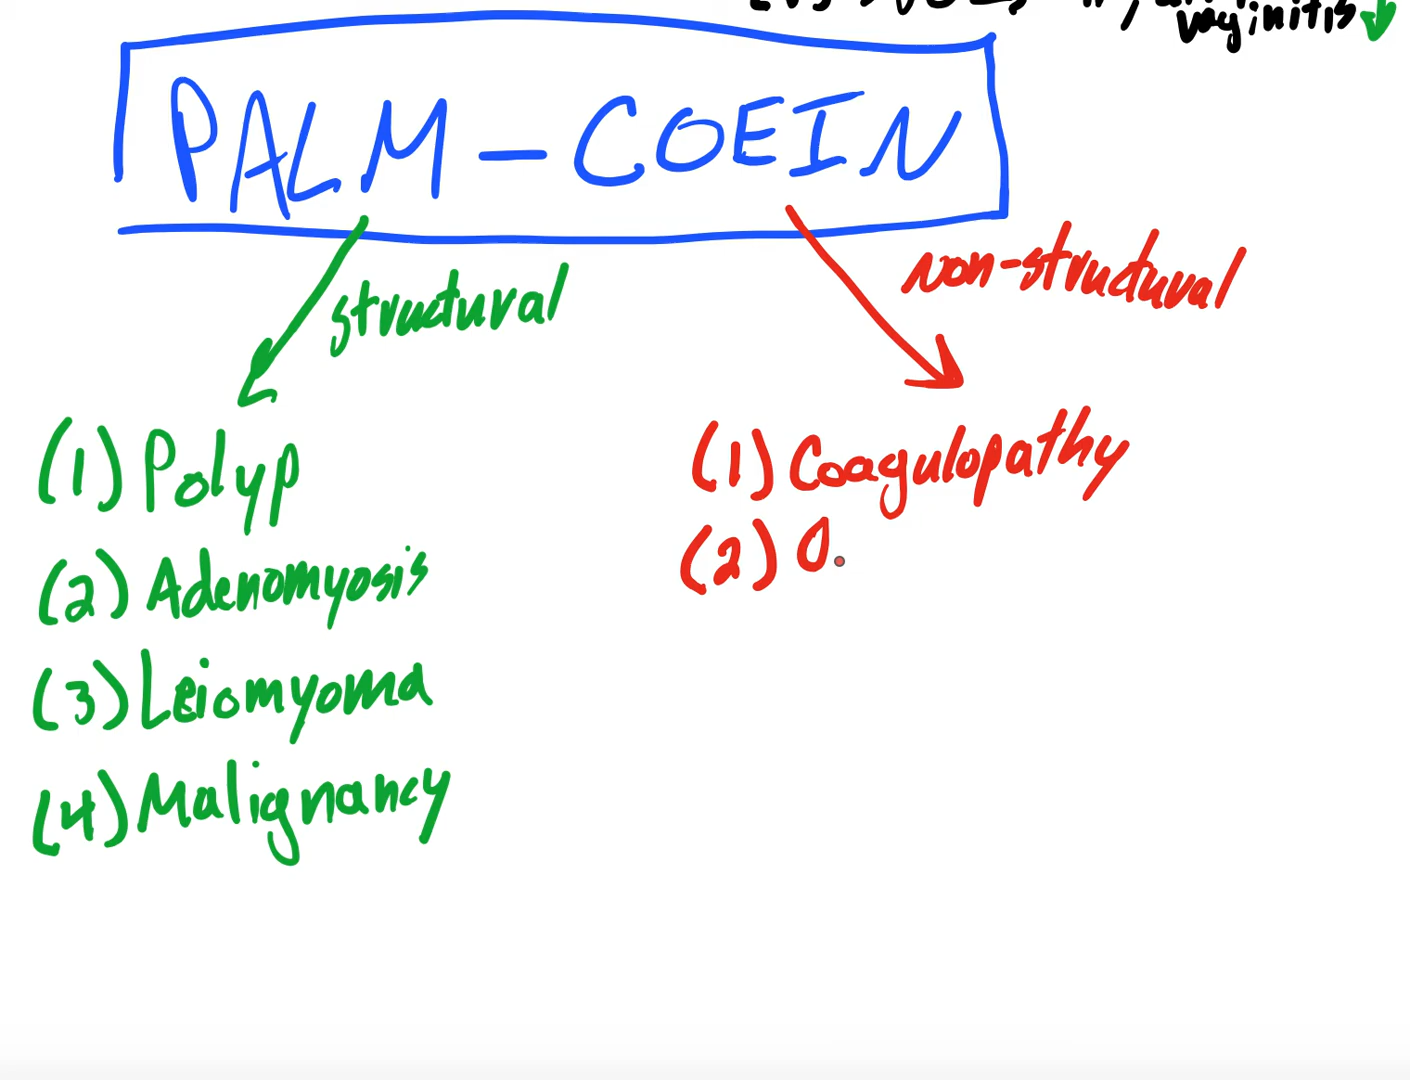 vaginitis↓
PALM - COEIN
structural
non-structural
(1) Polyp
(2) Adenomyosis
(3) Leiomyoma
(4) Malignancy
(1) Coagulopathy
(2) O